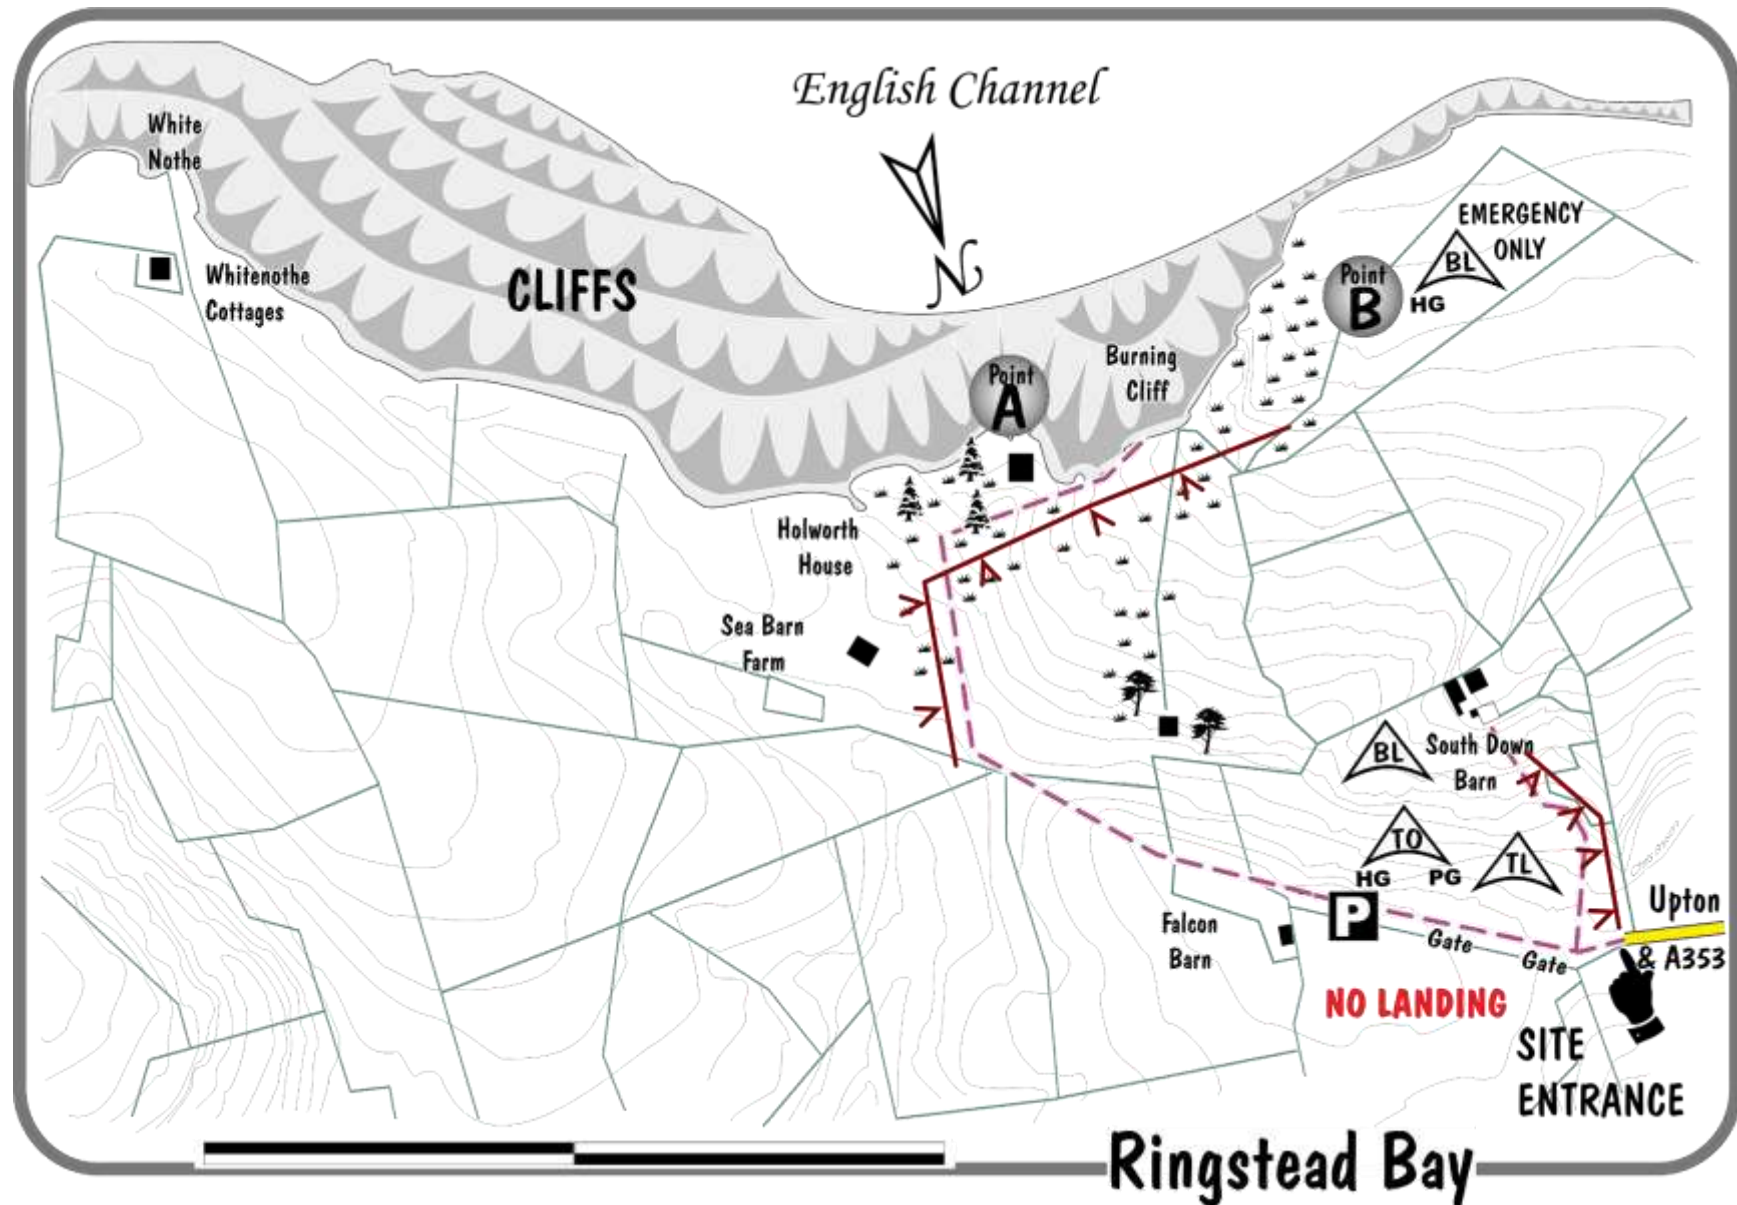 English Channel
N
White
Nothe
Whitenothe
Cottages
CLIFFS
EMERGENCY
ONLY
BL
HG
Point
B
Point
A
Burning
Cliff
Holworth
House
Sea Barn
Farm
BL
South Down
Barn
TO
HG PG
TL
P
Falcon
Barn
Gate
Gate
Upton
& A353
NO LANDING
SITE
ENTRANCE
Ringstead Bay